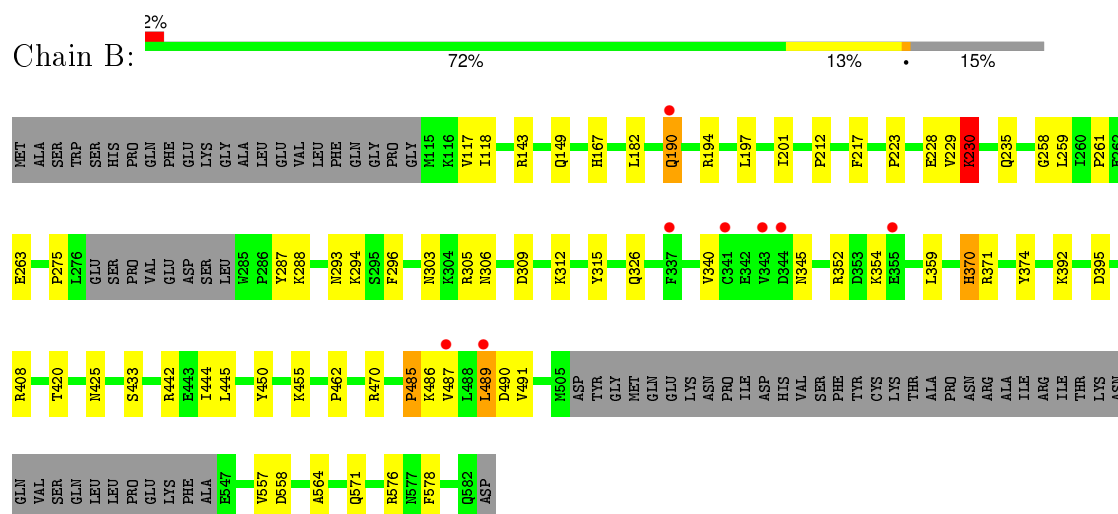 2%
Chain B:
72% 13% • 15%
MET ALA SER TRP SER HIS PRO GLN PHE GLU LYS GLY ALA LEU GLU VAL LEU PHE GLN GLY PRO GLY M115 K116 V117 I118 R143 Q149 H167 L182 Q190 R194 L197 I201 P212 F217 P223 E228 V229 K230 Q235 G258 L259 I260 P261
E263 P275 L276 GLU SER PRO VAL GLU ASP SER LEU W285 P286 Y287 K288 N293 K294 S295 F296 N303 K304 R305 N306 D309 K312 Y315 Q326 F337 V340 C341 E342 V343 D344 N345 R352 D353 K354 E355 L359 H370 R371 Y374 K392 D395
R408 T420 N425 S433 R442 E443 I444 L445 Y450 K455 P462 R470 P485 K486 V487 L488 L489 D490 V491 M505 ASP TYR GLY MET GLN GLU LYS ASN PRO ILE ASP HIS VAL SER PHE TYR CYS LYS THR ALA PRO ASN ARG ALA ILE ARG ILE THR LYS ASN
GLN VAL SER GLN LEU LEU PRO GLU LYS PHE ALA E547 V557 D558 A564 Q571 R576 N577 F578 Q582 ASP